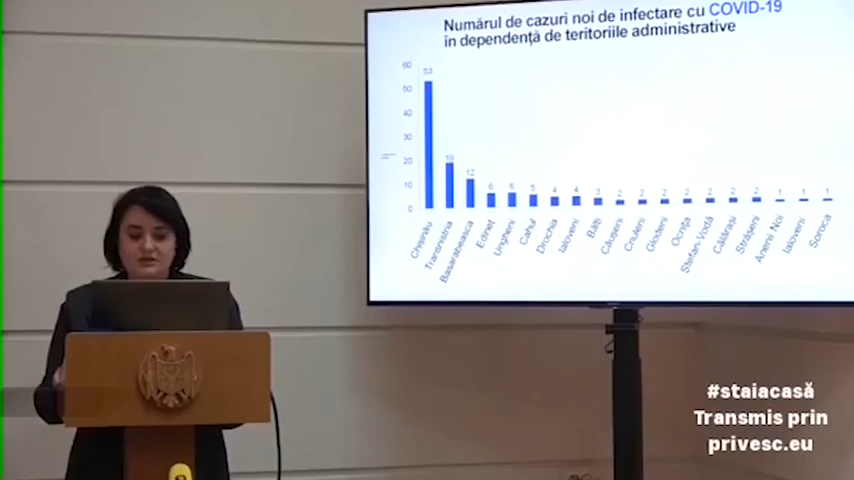 Numărul de cazuri noi de infectare cu COVID-19
în dependență de teritoriile administrative
60
50
40
30
20
10
0
53
19
12
6
6
5
4
4
3
2
2
2
2
2
2
2
1
1
1
Chișinău
Transnistria
Basarabeasca
Edineț
Ungheni
Cahul
Drochia
Ialoveni
Bălți
Căușeni
Criuleni
Glodeni
Ocnița
Ștefan-Vodă
Călărași
Strășeni
Anenii Noi
Ialoveni
Soroca
#staiacasă
Transmis prin
privesc.eu